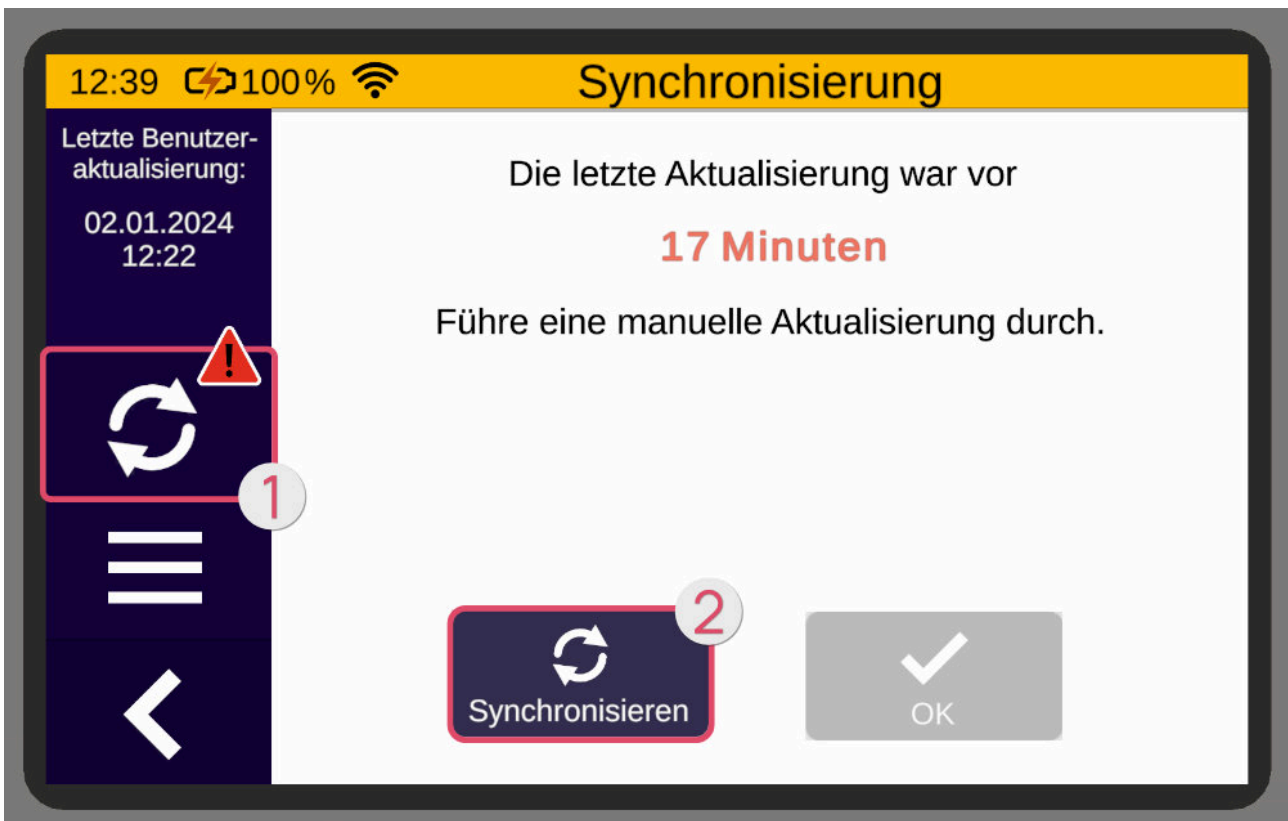 12:39 100% Synchronisierung
Letzte Benutzer-
aktualisierung:
02.01.2024
12:22
Die letzte Aktualisierung war vor
17 Minuten
Führe eine manuelle Aktualisierung durch.
!
1
2
Synchronisieren
OK